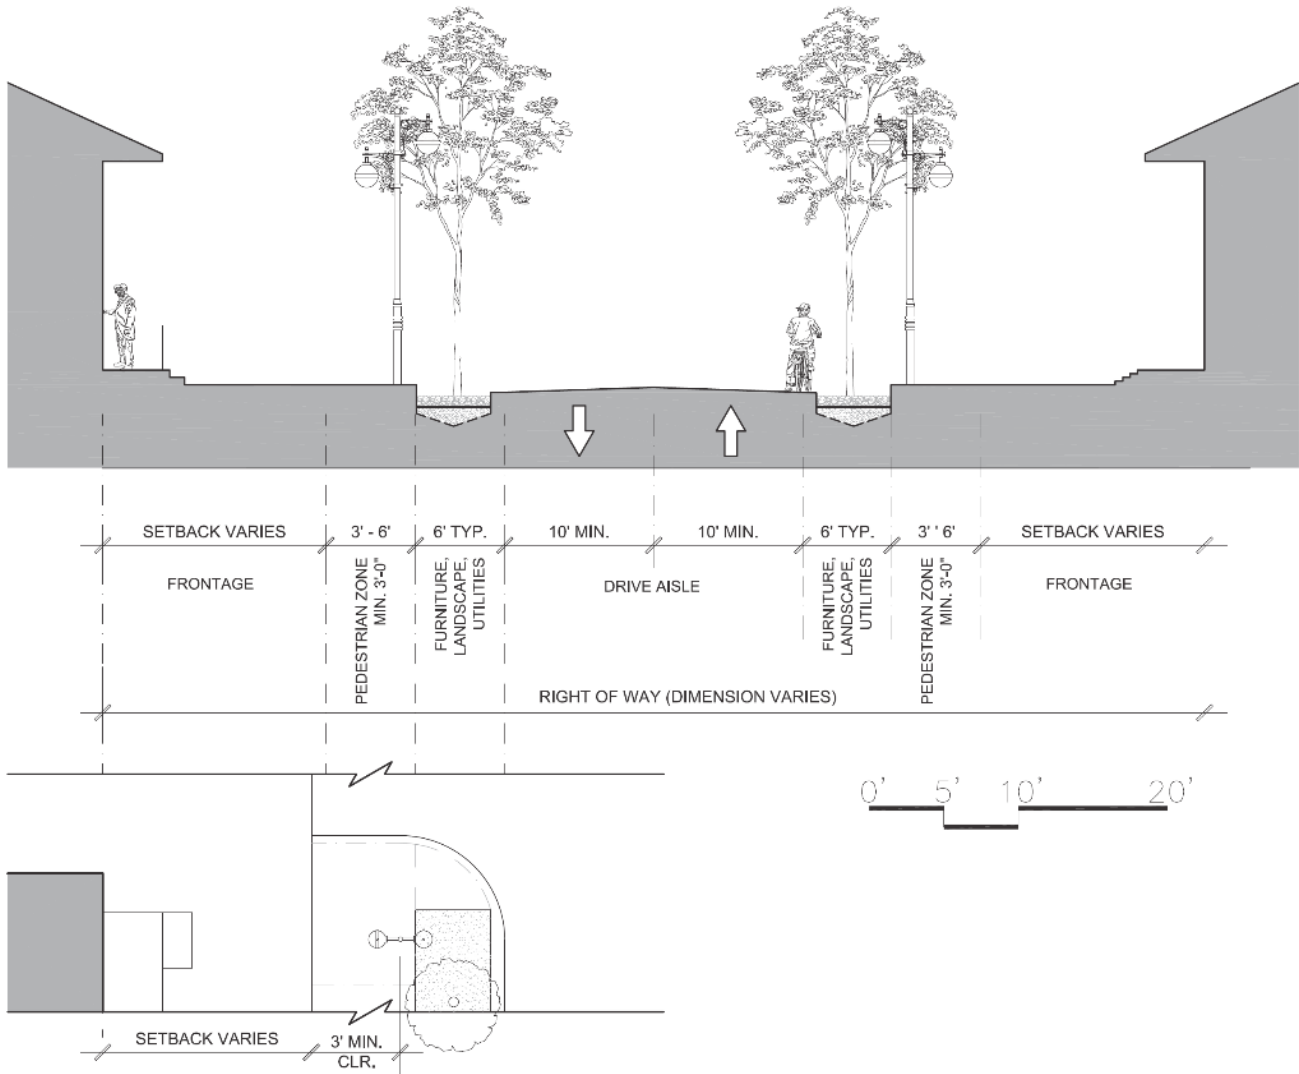 SETBACK VARIES
3' - 6'
6' TYP.
10' MIN.
10' MIN.
6' TYP.
3' ' 6'
SETBACK VARIES
FRONTAGE
PEDESTRIAN ZONE
MIN. 3'-0"
FURNITURE,
LANDSCAPE,
UTILITIES
DRIVE AISLE
FURNITURE,
LANDSCAPE,
UTILITIES
PEDESTRIAN ZONE
MIN. 3'-0"
FRONTAGE
RIGHT OF WAY (DIMENSION VARIES)
0' 5' 10' 20'
SETBACK VARIES
3' MIN.
CLR.